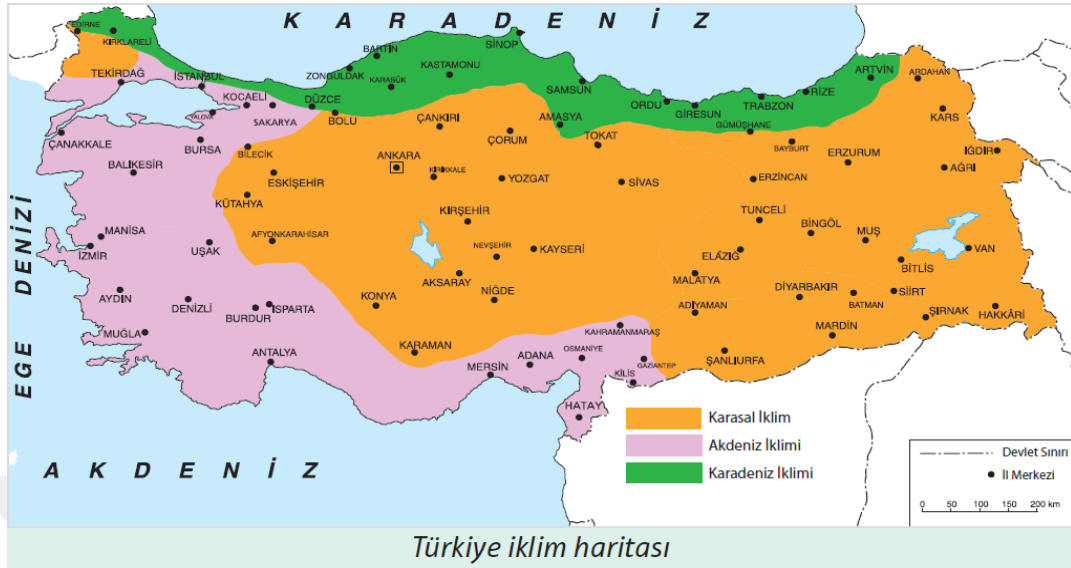 K A R A D E N İ Z
EDİRNE
KIRKLARELİ
TEKİRDAĞ
İSTANBUL
KOCAELİ
YALOVA
SAKARYA
DÜZCE
ZONGULDAK
BARTIN
KARABÜK
KASTAMONU
SİNOP
SAMSUN
ORDU
GİRESUN
TRABZON
RİZE
ARTVİN
ARDAHAN
KARS
GÜMÜŞHANE
BAYBURT
BOLU
ÇANKIRI
AMASYA
TOKAT
ÇORUM
ERZURUM
IĞDIR
AĞRI
ÇANAKKALE
BALIKESİR
BURSA
BİLECİK
ESKİŞEHİR
ANKARA
KIRIKKALE
YOZGAT
SİVAS
ERZİNCAN
KÜTAHYA
KIRŞEHİR
TUNCELİ
BİNGÖL
MUŞ
VAN
BİTLİS
EGE DENİZİ
MANİSA
İZMİR
UŞAK
AFYONKARAHİSAR
NEVŞEHİR
KAYSERİ
ELAZIĞ
MALATYA
AKSARAY
NİĞDE
KONYA
AYDIN
DENİZLİ
BURDUR
ISPARTA
ADIYAMAN
DİYARBAKIR
BATMAN
SİİRT
ŞIRNAK
HAKKÂRİ
MARDİN
ŞANLIURFA
MUĞLA
ANTALYA
KARAMAN
MERSİN
ADANA
OSMANİYE
KAHRAMANMARAŞ
GAZİANTEP
KİLİS
HATAY
A K D E N İ Z
Karasal İklim
Akdeniz İklimi
Karadeniz İklimi
Devlet Sınırı
İl Merkezi
0 50 100 150 200 km
Türkiye iklim haritası